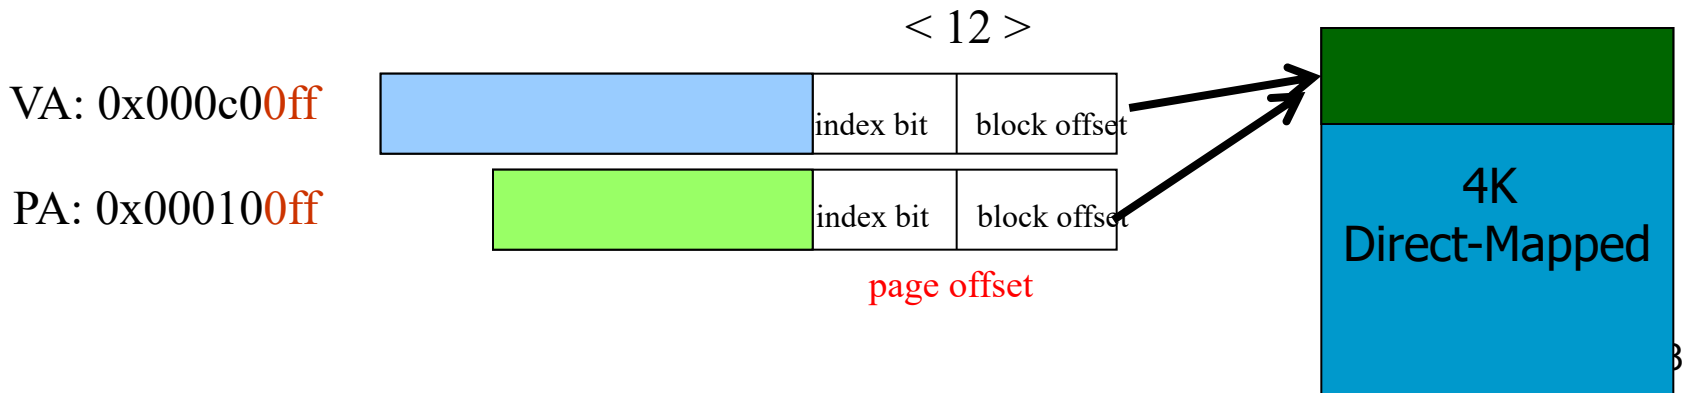 < 12 >
VA: 0x000c00ff
index bit block offset
PA: 0x000100ff
index bit block offset
page offset
4K
Direct-Mapped